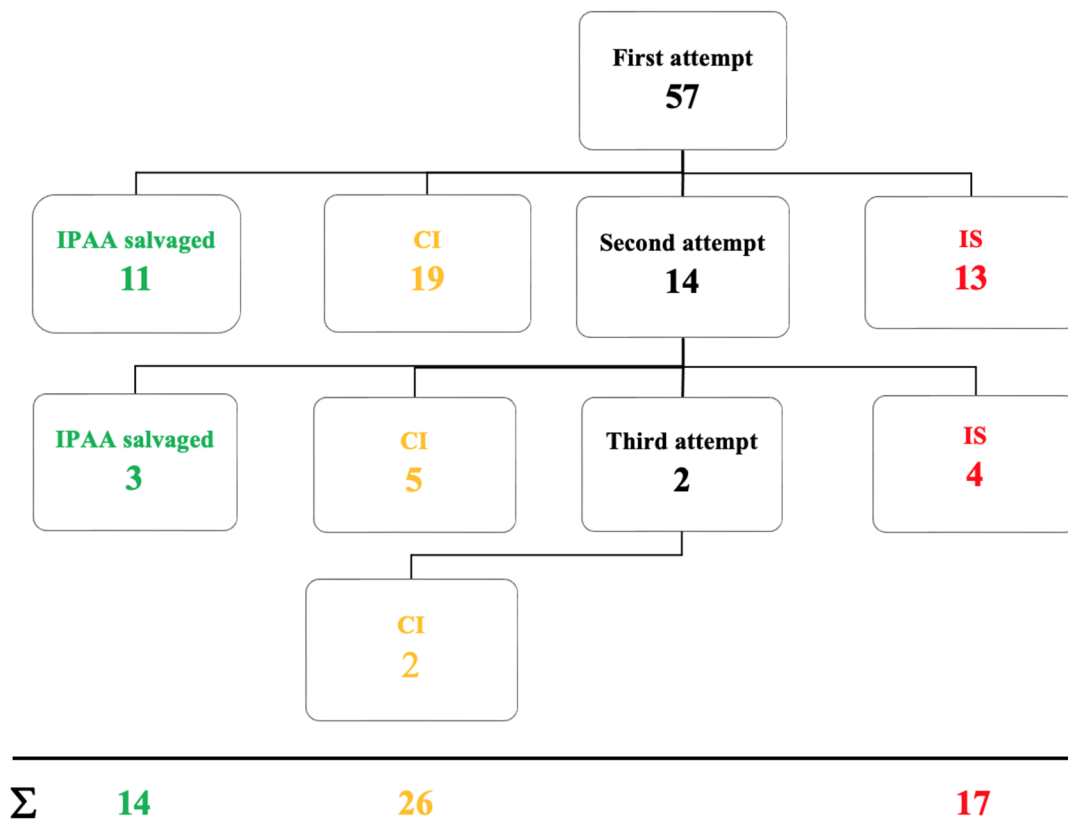 First attempt
57
IPAA salvaged
11
CI
19
Second attempt
14
IS
13
IPAA salvaged
3
CI
5
Third attempt
2
IS
4
CI
2
Σ 14 26 17